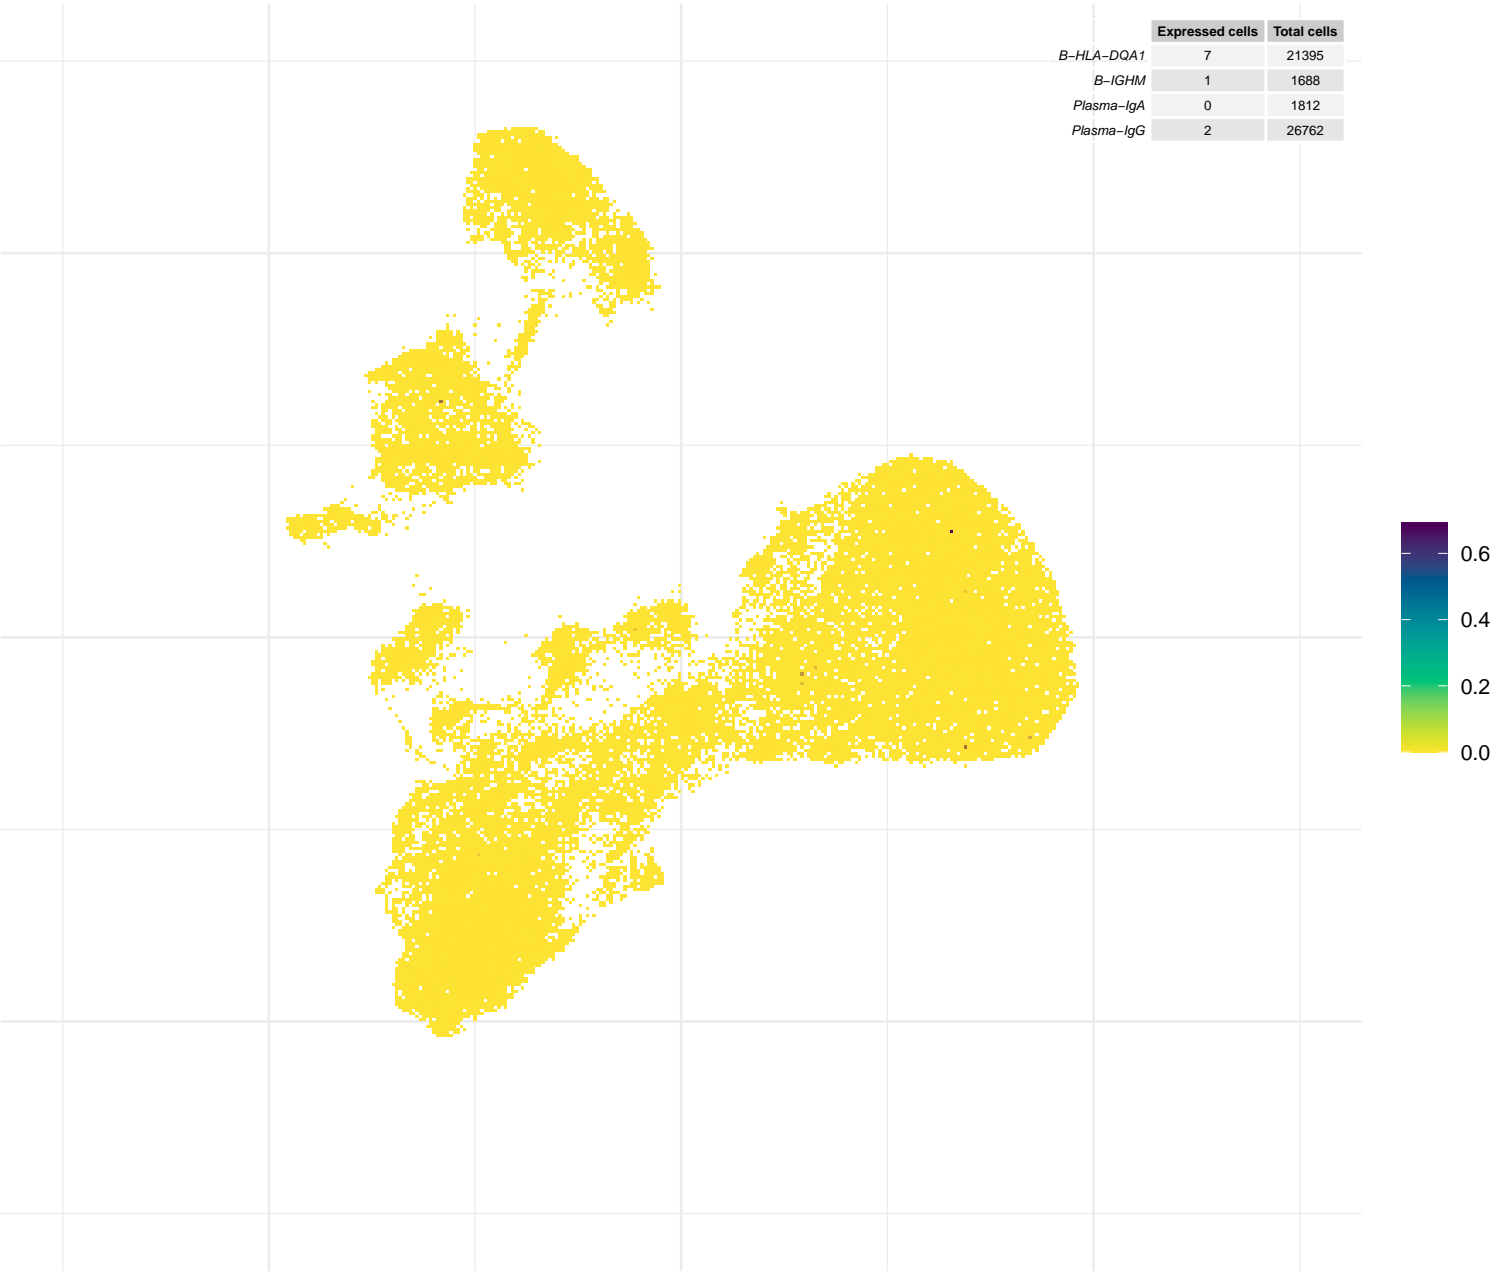 Expressed cells Total cells
B−HLA−DQA1 7 21395
B−IGHM 1 1688
Plasma−IgA 0 1812
Plasma−IgG 2 26762
0.6
0.4
0.2
0.0